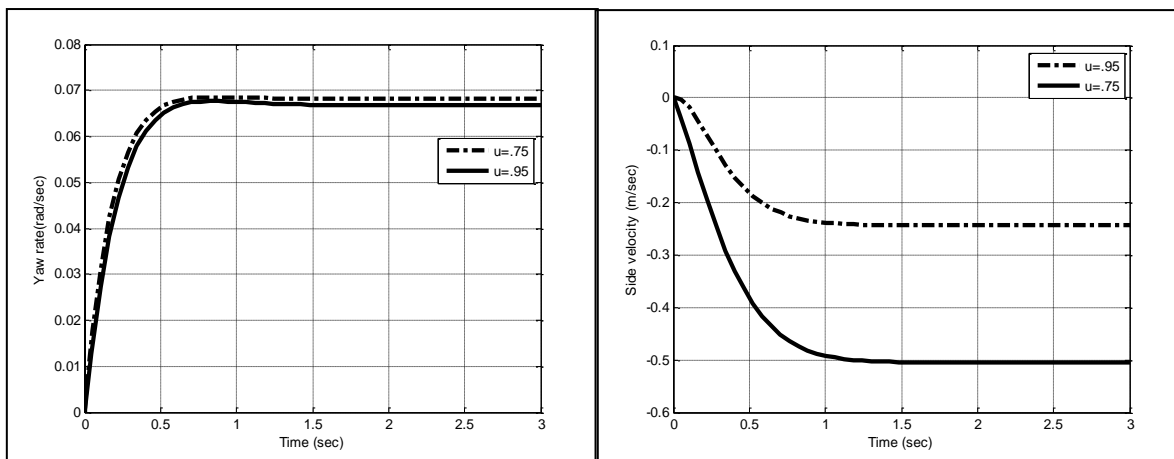 0.08
0.07
0.06
0.05
0.04
0.03
0.02
0.01
0
Yaw rate(rad/sec)
u=.75
u=.95
0 0.5 1 1.5 2 2.5 3
Time (sec)
0.1
0
-0.1
-0.2
-0.3
-0.4
-0.5
-0.6
Side velocity (m/sec)
u=.95
u=.75
0 0.5 1 1.5 2 2.5 3
Time (sec)